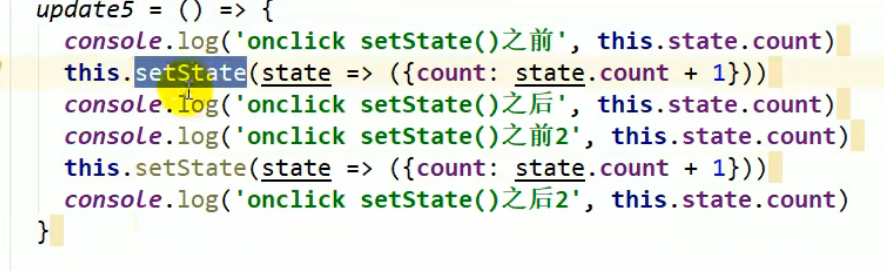 update5 = () => {
console.log('onclick setState()之前', this.state.count)
this.setState(state => ({count: state.count + 1}))
console.log('onclick setState()之后', this.state.count)
console.log('onclick setState()之前2', this.state.count)
this.setState(state => ({count: state.count + 1}))
console.log('onclick setState()之后2', this.state.count)
}